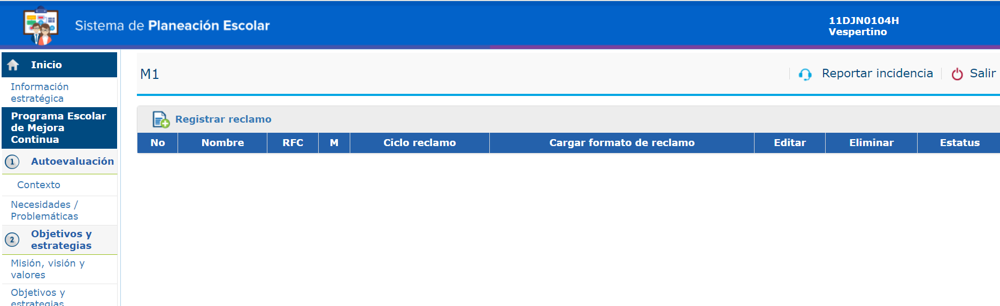 Sistema de Planeación Escolar
11DJN0104H
Vespertino
Inicio
Información
estratégica
Programa Escolar
de Mejora
Continua
1 Autoevaluación
Contexto
Necesidades /
Problemáticas
2 Objetivos y
estrategias
Misión, visión y
valores
Objetivos y
estrategias
M1
Reportar incidencia
Salir
Registrar reclamo
No Nombre RFC M Ciclo reclamo Cargar formato de reclamo Editar Eliminar Estatus